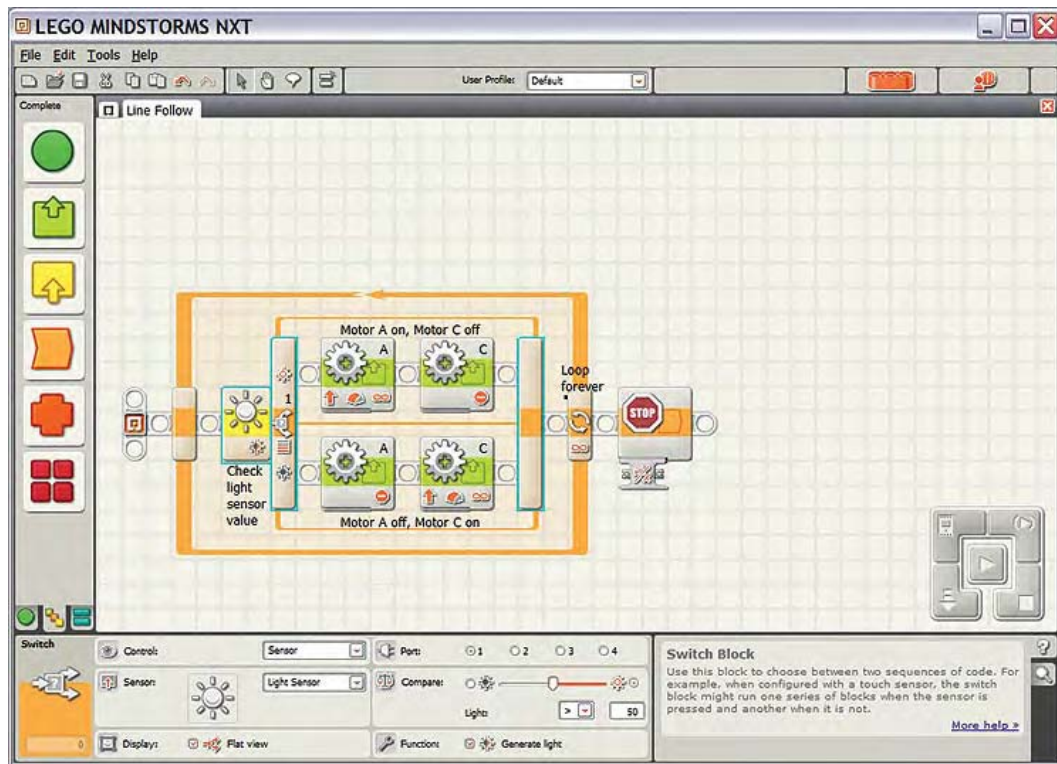 LEGO MINDSTORMS NXT
File Edit Tools Help
User Profile: Default
Complete
Line Follow
Motor A on, Motor C off
A
C
1
Loop
forever
STOP
A
C
Check
light
sensor
value
Motor A off, Motor C on
Switch
Control: Sensor
Port: 1 2 3 4
Sensor: Light Sensor
Compare:
Light: > 50
0
Display: Flat view
Function: Generate light
Switch Block
Use this block to choose between two sequences of code. For
example, when configured with a touch sensor, the switch
block might run one series of blocks when the sensor is
pressed and another when it is not.
More help »
?